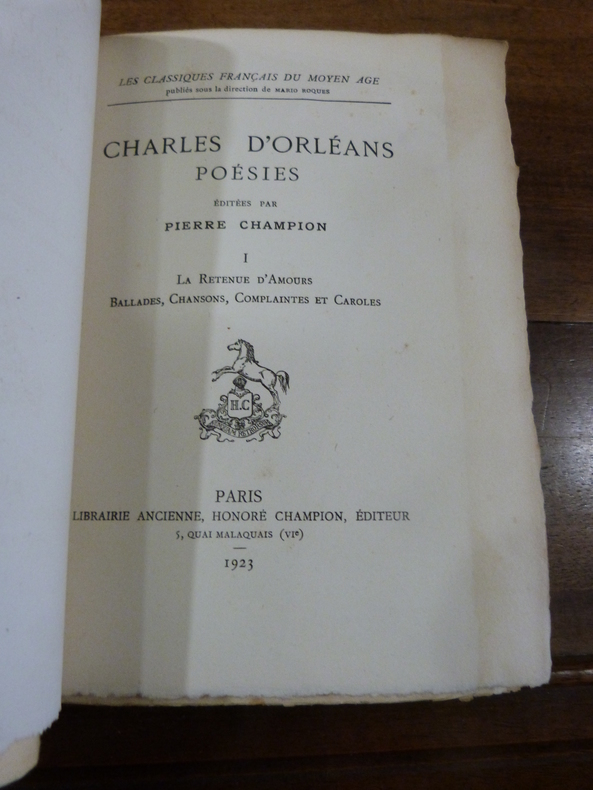 LES CLASSIQUES FRANÇAIS DU MOYEN AGE
publiés sous la direction de MARIO ROQUES
CHARLES D'ORLÉANS
POÉSIES
ÉDITÉES PAR
PIERRE CHAMPION
I
LA RETENUE D'AMOURS
BALLADES, CHANSONS, COMPLAINTES ET CAROLES
H.C
PARIS
LIBRAIRIE ANCIENNE, HONORÉ CHAMPION, ÉDITEUR
5, QUAI MALAQUAIS (VIe)
1923